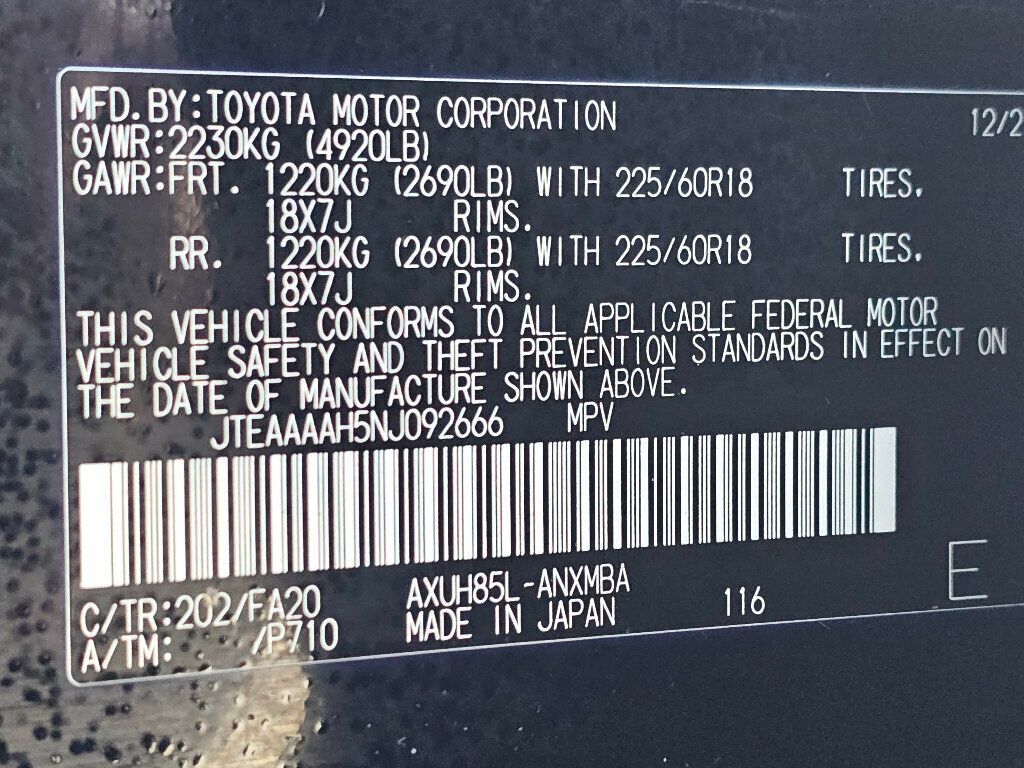 MFD.BY:TOYOTA MOTOR CORPORATION 12/2
GVWR:2230KG (4920LB)
GAWR:FRT. 1220KG (2690LB) WITH 225/60R18 TIRES.
18X7J RIMS.
RR. 1220KG (2690LB) WITH 225/60R18 TIRES.
18X7J RIMS.
THIS VEHICLE CONFORMS TO ALL APPLICABLE FEDERAL MOTOR
VEHICLE SAFETY AND THEFT PREVENTION STANDARDS IN EFFECT ON
THE DATE OF MANUFACTURE SHOWN ABOVE.
JTEAAAAH5NJ092666 MPV
C/TR:202/FA20 AXUH85L-ANXMBA
A/TM: /P710 MADE IN JAPAN 116 E